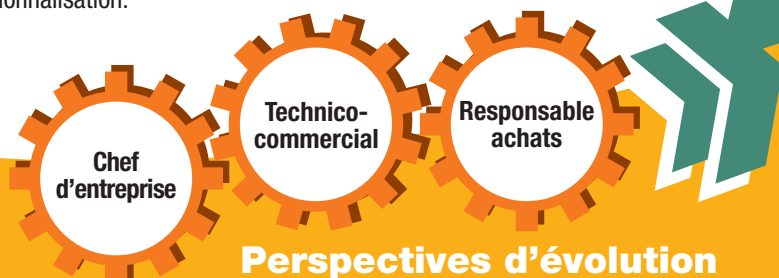 onnalisation.
Technico-
commercial
Responsable
achats
Chef
d'entreprise
Perspectives d'évolution